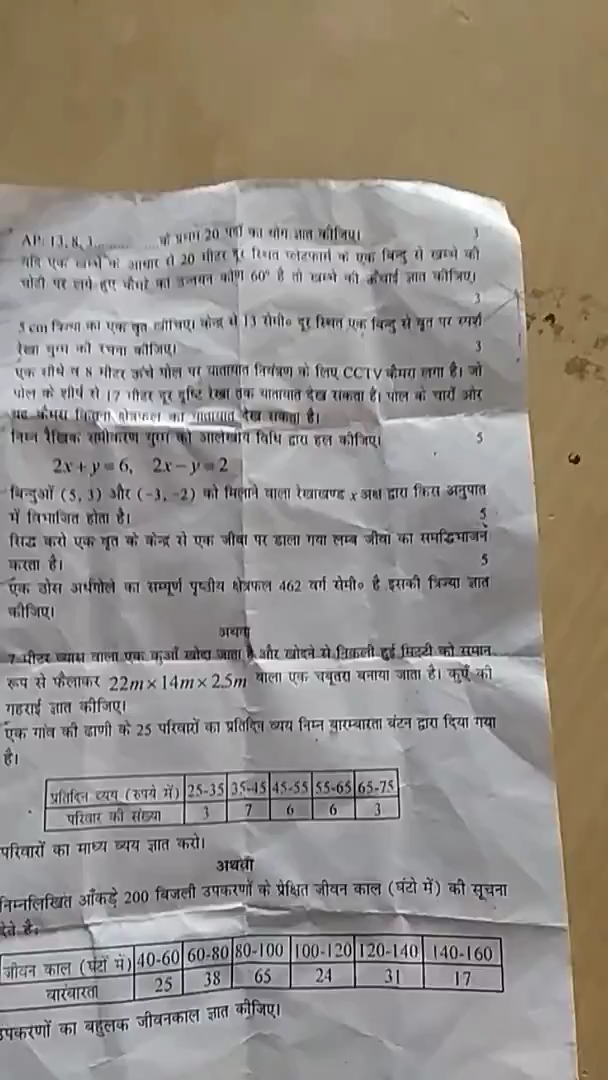 AP: 13, 8, 3, ........... के प्रथम 20 पदों का योग ज्ञात कीजिए। 3
यदि एक खम्भे के आधार से 20 मीटर दूर स्थित प्लेटफार्म के एक बिन्दु से खम्भे की
चोटी पर लगे हुए कैमरे का उन्नयन कोण 60° है तो खम्भे की ऊँचाई ज्ञात कीजिए।
3
5 cm त्रिज्या का एक वृत खींचिए। केन्द्र से 13 सेमी० दूर स्थित एक बिन्दु से वृत पर स्पर्श
रेखा युग्म की रचना कीजिए। 3
एक सीधे व 8 मीटर ऊंचे पोल पर यातायात नियंत्रण के लिए CCTV कैमरा लगा है। जो
पोल के शीर्ष से 17 मीटर दूर दृष्टि रेखा तक यातायात देख सकता है। पोल के चारों और
यह कैमरा कितना क्षेत्रफल का यातायात देख सकता है।
निम्न रैखिक समीकरण युग्म को आलेखीय विधि द्वारा हल कीजिए। 5
2x + y = 6, 2x − y = 2
बिन्दुओं (5, 3) और (-3, -2) को मिलाने वाला रेखाखण्ड x अक्ष द्वारा किस अनुपात
में विभाजित होता है। 5
सिद्ध करो एक वृत के केन्द्र से एक जीवा पर डाला गया लम्ब जीवा का समद्विभाजन
करता है। 5
एक ठोस अर्धगोले का सम्पूर्ण पृष्ठीय क्षेत्रफल 462 वर्ग सेमी० है इसकी त्रिज्या ज्ञात
कीजिए।
अथवा
7 मीटर व्यास वाला एक कुआँ खोदा जाता है और खोदने से निकली हुई मिट्टी को समान
रूप से फैलाकर 22m × 14m × 2.5m वाला एक चबूतरा बनाया जाता है। कुएँ की
गहराई ज्ञात कीजिए।
एक गांव की ढाणी के 25 परिवारों का प्रतिदिन व्यय निम्न बारम्बारता बंटन द्वारा दिया गया
है।
प्रतिदिन व्यय (रुपये में) 25-35 35-45 45-55 55-65 65-75
परिवार की संख्या 3 7 6 6 3
परिवारों का माध्य व्यय ज्ञात करो।
अथवा
निम्नलिखित आँकड़े 200 बिजली उपकरणों के प्रेक्षित जीवन काल (घंटो में) की सूचना
देते है:
जीवन काल (घंटों में) 40-60 60-80 80-100 100-120 120-140 140-160
बारंबारता 25 38 65 24 31 17
उपकरणों का बहुलक जीवनकाल ज्ञात कीजिए।